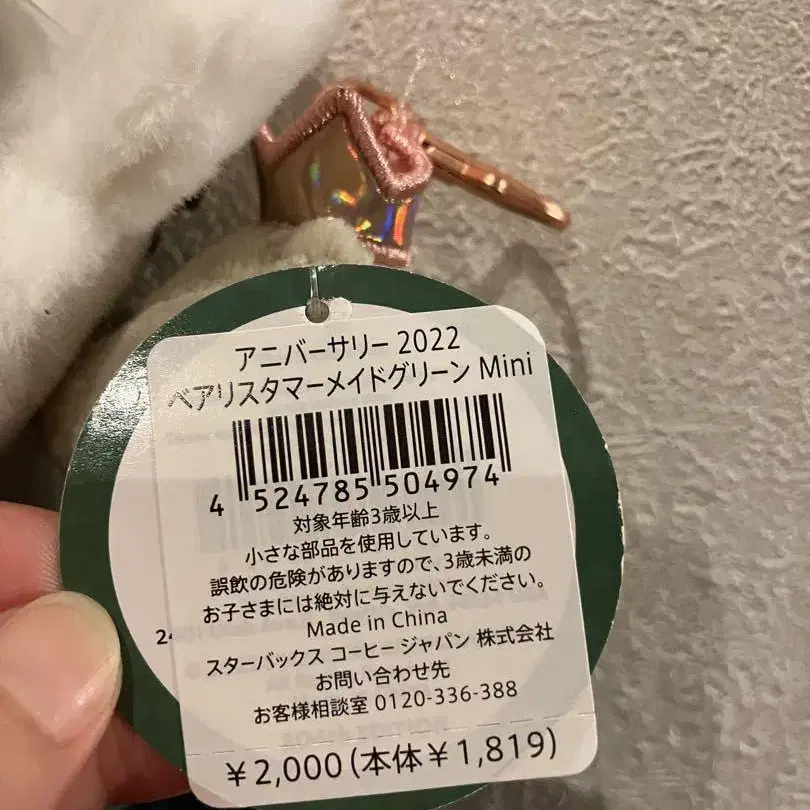 アニバーサリー 2022
ベアリスタマーメイドグリーン Mini
4 524785 504974
対象年齢3歳以上
小さな部品を使用しています。
誤飲の危険がありますので、3歳未満の
お子さまには絶対に与えないでください。
Made in China
スターバックス コーヒー ジャパン 株式会社
お問い合わせ先
お客様相談室 0120-336-388
￥2,000(本体￥1,819)